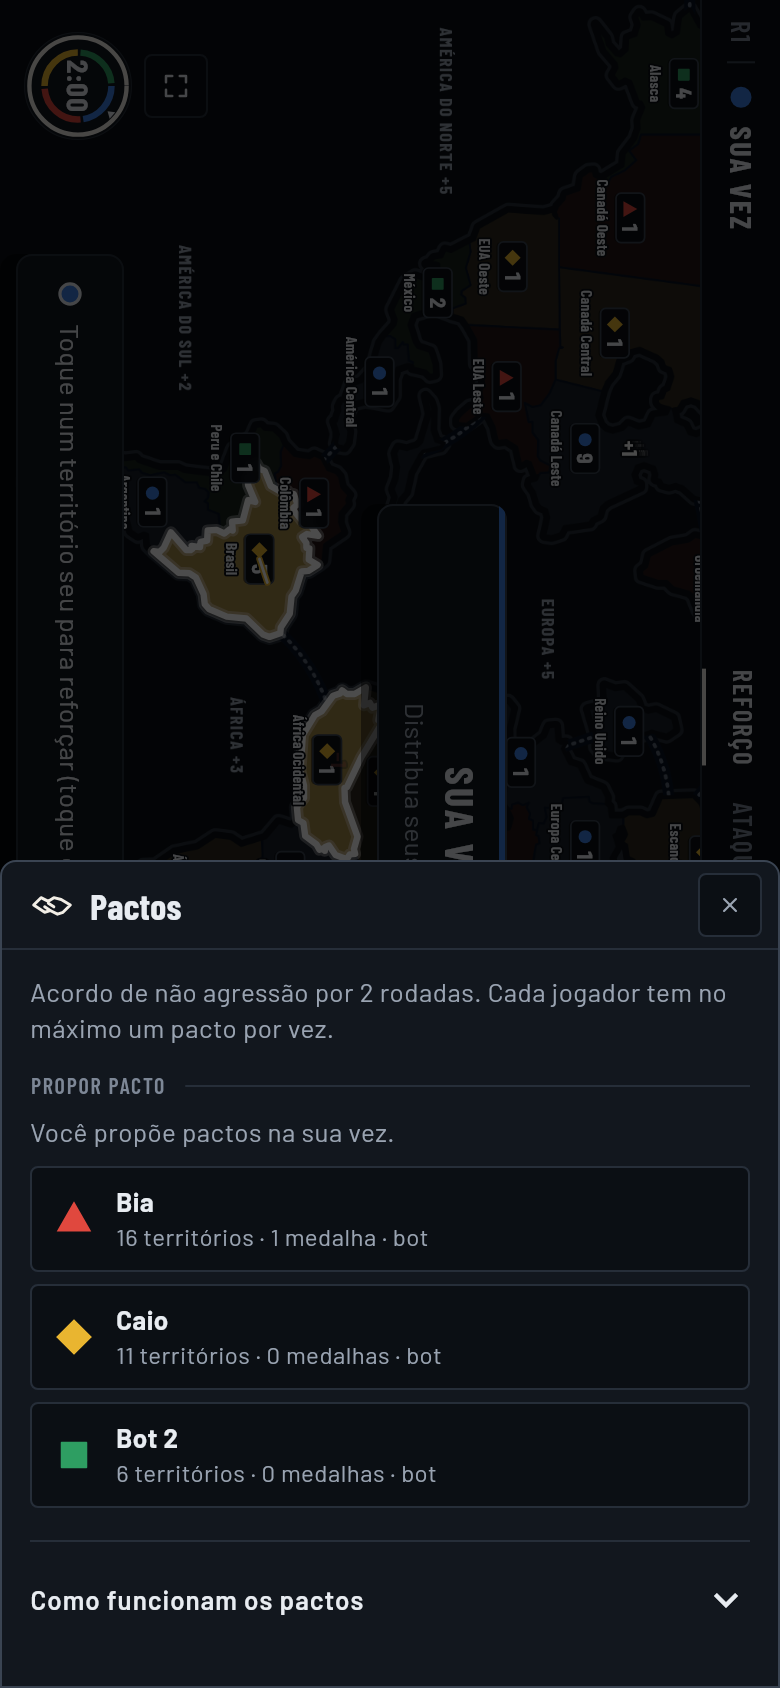 R1
SUA VEZ
REFORÇO
2:00
AMÉRICA DO NORTE +5
Alasca
4
Canadá Oeste
1
EUA Oeste
1
Canadá Central
1
México
2
AMÉRICA DO SUL +2
América Central
1
EUA Leste
1
Canadá Leste
9
+1
Peru e Chile
1
Colômbia
1
1
Brasil
EUROPA +5
Reino Unido
1
ÁFRICA +3
África Ocidental
1
1
1
SUA V
Distribua seus
Toque num território seu para reforçar (toque
Pactos
Acordo de não agressão por 2 rodadas. Cada jogador tem no
máximo um pacto por vez.
PROPOR PACTO
Você propõe pactos na sua vez.
Bia
16 territórios · 1 medalha · bot
Caio
11 territórios · 0 medalhas · bot
Bot 2
6 territórios · 0 medalhas · bot
Como funcionam os pactos